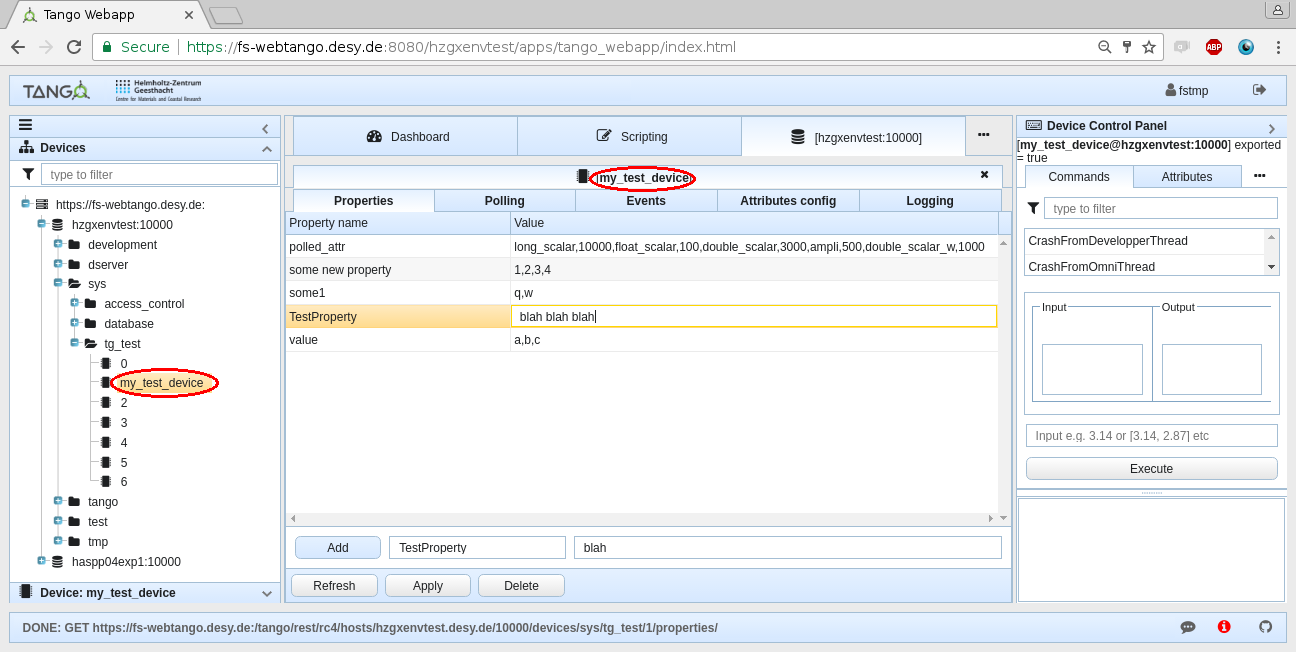 Tango Webapp
Secure https://fs-webtango.desy.de:8080/hzgxenvtest/apps/tango_webapp/index.html
ABP
TANGO
Helmholtz-Zentrum
Geesthacht
Centre for Materials and Coastal Research
fstmp
Devices
type to filter
https://fs-webtango.desy.de:
hzgxenvtest:10000
development
dserver
sys
access_control
database
tg_test
0
my_test_device
2
3
4
5
6
tango
test
tmp
haspp04exp1:10000
Device: my_test_device
Dashboard
Scripting
[hzgxenvtest:10000]
[my_test_device]
Properties
Polling
Events
Attributes config
Logging
Property name Value
polled_attr long_scalar,10000,float_scalar,100,double_scalar,3000,ampli,500,double_scalar_w,1000
some new property 1,2,3,4
some1 q,w
TestProperty blah blah blah
value a,b,c
Add TestProperty blah
Refresh Apply Delete
Device Control Panel
[my_test_device@hzgxenvtest:10000] exported
= true
Commands Attributes
type to filter
CrashFromDevelopperThread
CrashFromOmniThread
Input Output
Input e.g. 3.14 or [3.14, 2.87] etc
Execute
DONE: GET https://fs-webtango.desy.de:/tango/rest/rc4/hosts/hzgxenvtest.desy.de/10000/devices/sys/tg_test/1/properties/